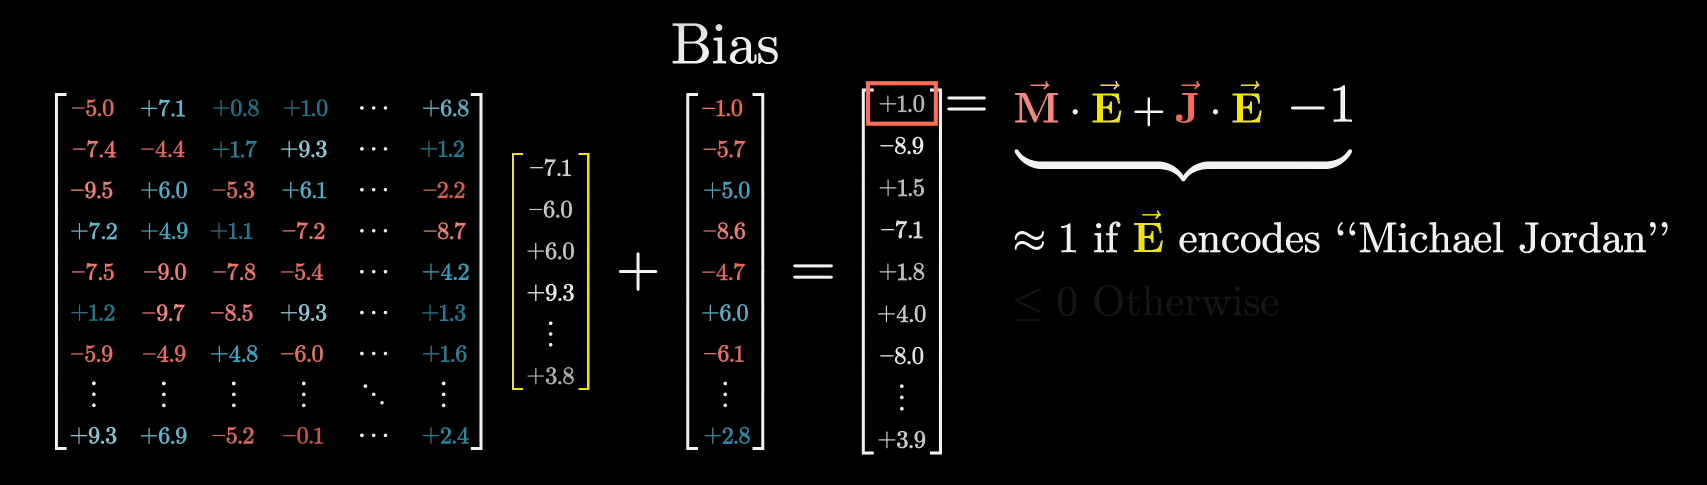 Bias
−5.0 +7.1 +0.8 +1.0 ⋯ +6.8
−7.4 −4.4 +1.7 +9.3 ⋯ +1.2
−9.5 +6.0 −5.3 +6.1 ⋯ −2.2
+7.2 +4.9 +1.1 −7.2 ⋯ −8.7
−7.5 −9.0 −7.8 −5.4 ⋯ +4.2
+1.2 −9.7 −8.5 +9.3 ⋯ +1.3
−5.9 −4.9 +4.8 −6.0 ⋯ +1.6
⋮ ⋮ ⋮ ⋮ ⋱ ⋮
+9.3 +6.9 −5.2 −0.1 ⋯ +2.4
−7.1
−6.0
+6.0
+9.3
⋮
+3.8
+
−1.0
−5.7
+5.0
−8.6
−4.7
+6.0
−6.1
⋮
+2.8
=
+1.0
−8.9
+1.5
−7.1
+1.8
+4.0
−8.0
⋮
+3.9
= M⃗ · E⃗ + J⃗ · E⃗ −1
≈ 1 if E⃗ encodes “Michael Jordan”
≤ 0 Otherwise